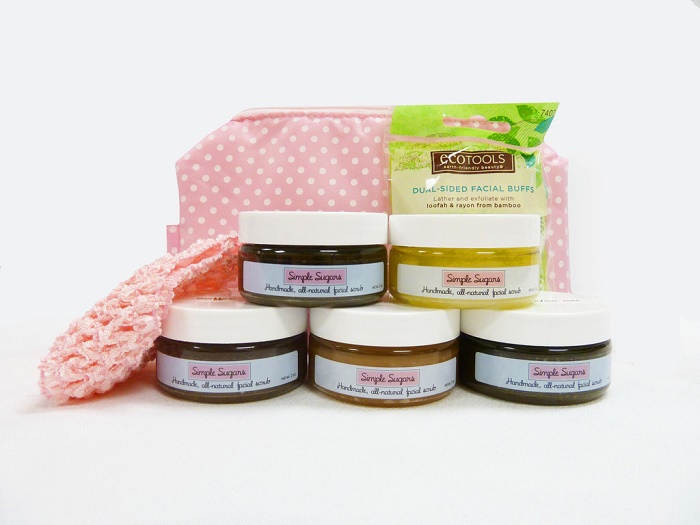 740
ecoTOOLS
earth-friendly beauty
DUAL-SIDED FACIAL BUFFS
Lather and exfoliate with
loofah & rayon from bamboo
Simple Sugars
Handmade, all-natural facial scrub
Simple Sugars
Handmade, all-natural facial scrub
Simple Sugars
Handmade, all-natural facial scrub
Simple Sugars
Handmade, all-natural facial scrub
Simple Sugars
Handmade, all-natural facial scrub